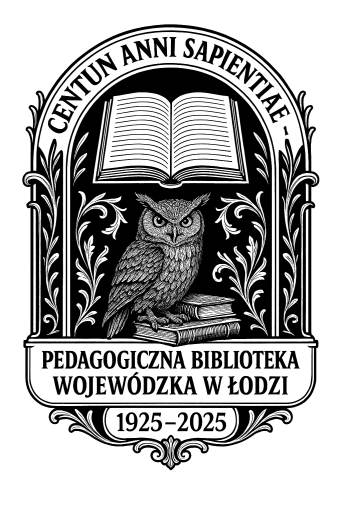 CENTUN ANNI SAPIENTIAE -
PEDAGOGICZNA BIBLIOTEKA
WOJEWÓDZKA W ŁODZI
1925–2025